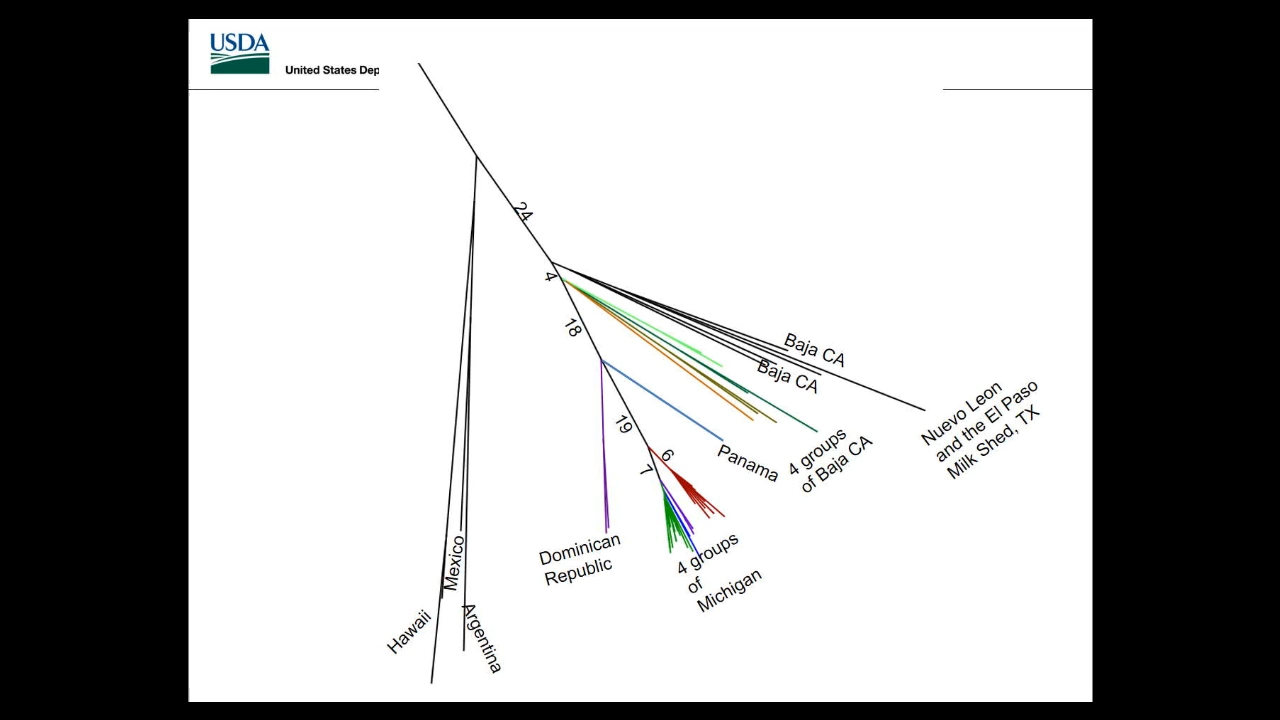 USDA
United States Dep
24
4
18
Baja CA
Baja CA
Nuevo Leon
and the El Paso
Milk Shed, TX
19
6
7
Panama
4 groups
of Baja CA
Dominican
Republic
4 groups
of
Michigan
Mexico
Hawaii
Argentina